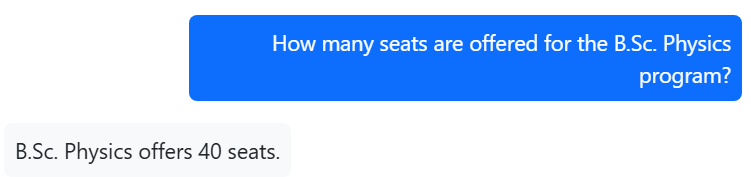 How many seats are offered for the B.Sc. Physics
program?
B.Sc. Physics offers 40 seats.